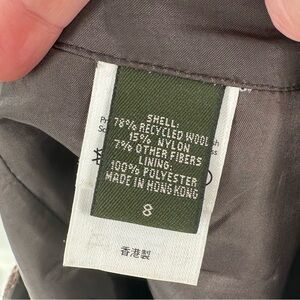 SHELL:
78% RECYCLED WOOL
15% NYLON
7% OTHER FIBERS
LINING:
100% POLYESTER
MADE IN HONG KONG
8
香港製